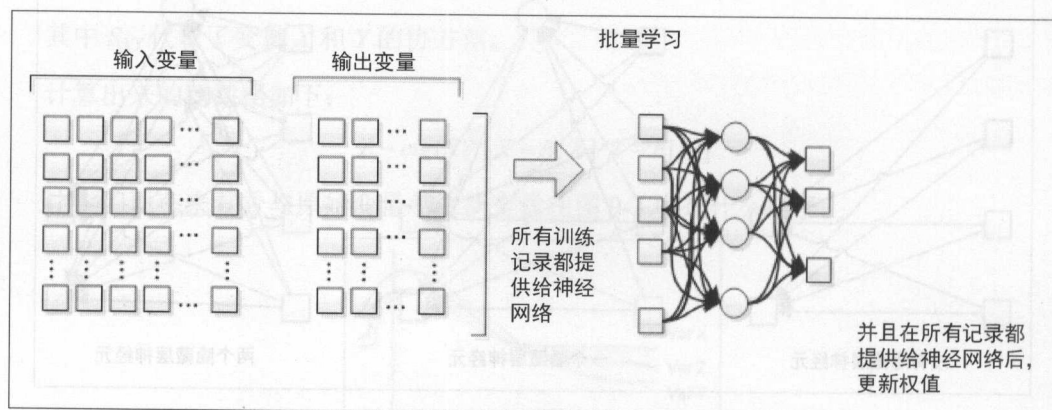 批量学习
输入变量
输出变量
所有训练
记录都提
供给神经
网络
并且在所有记录都
提供给神经网络后，
更新权值